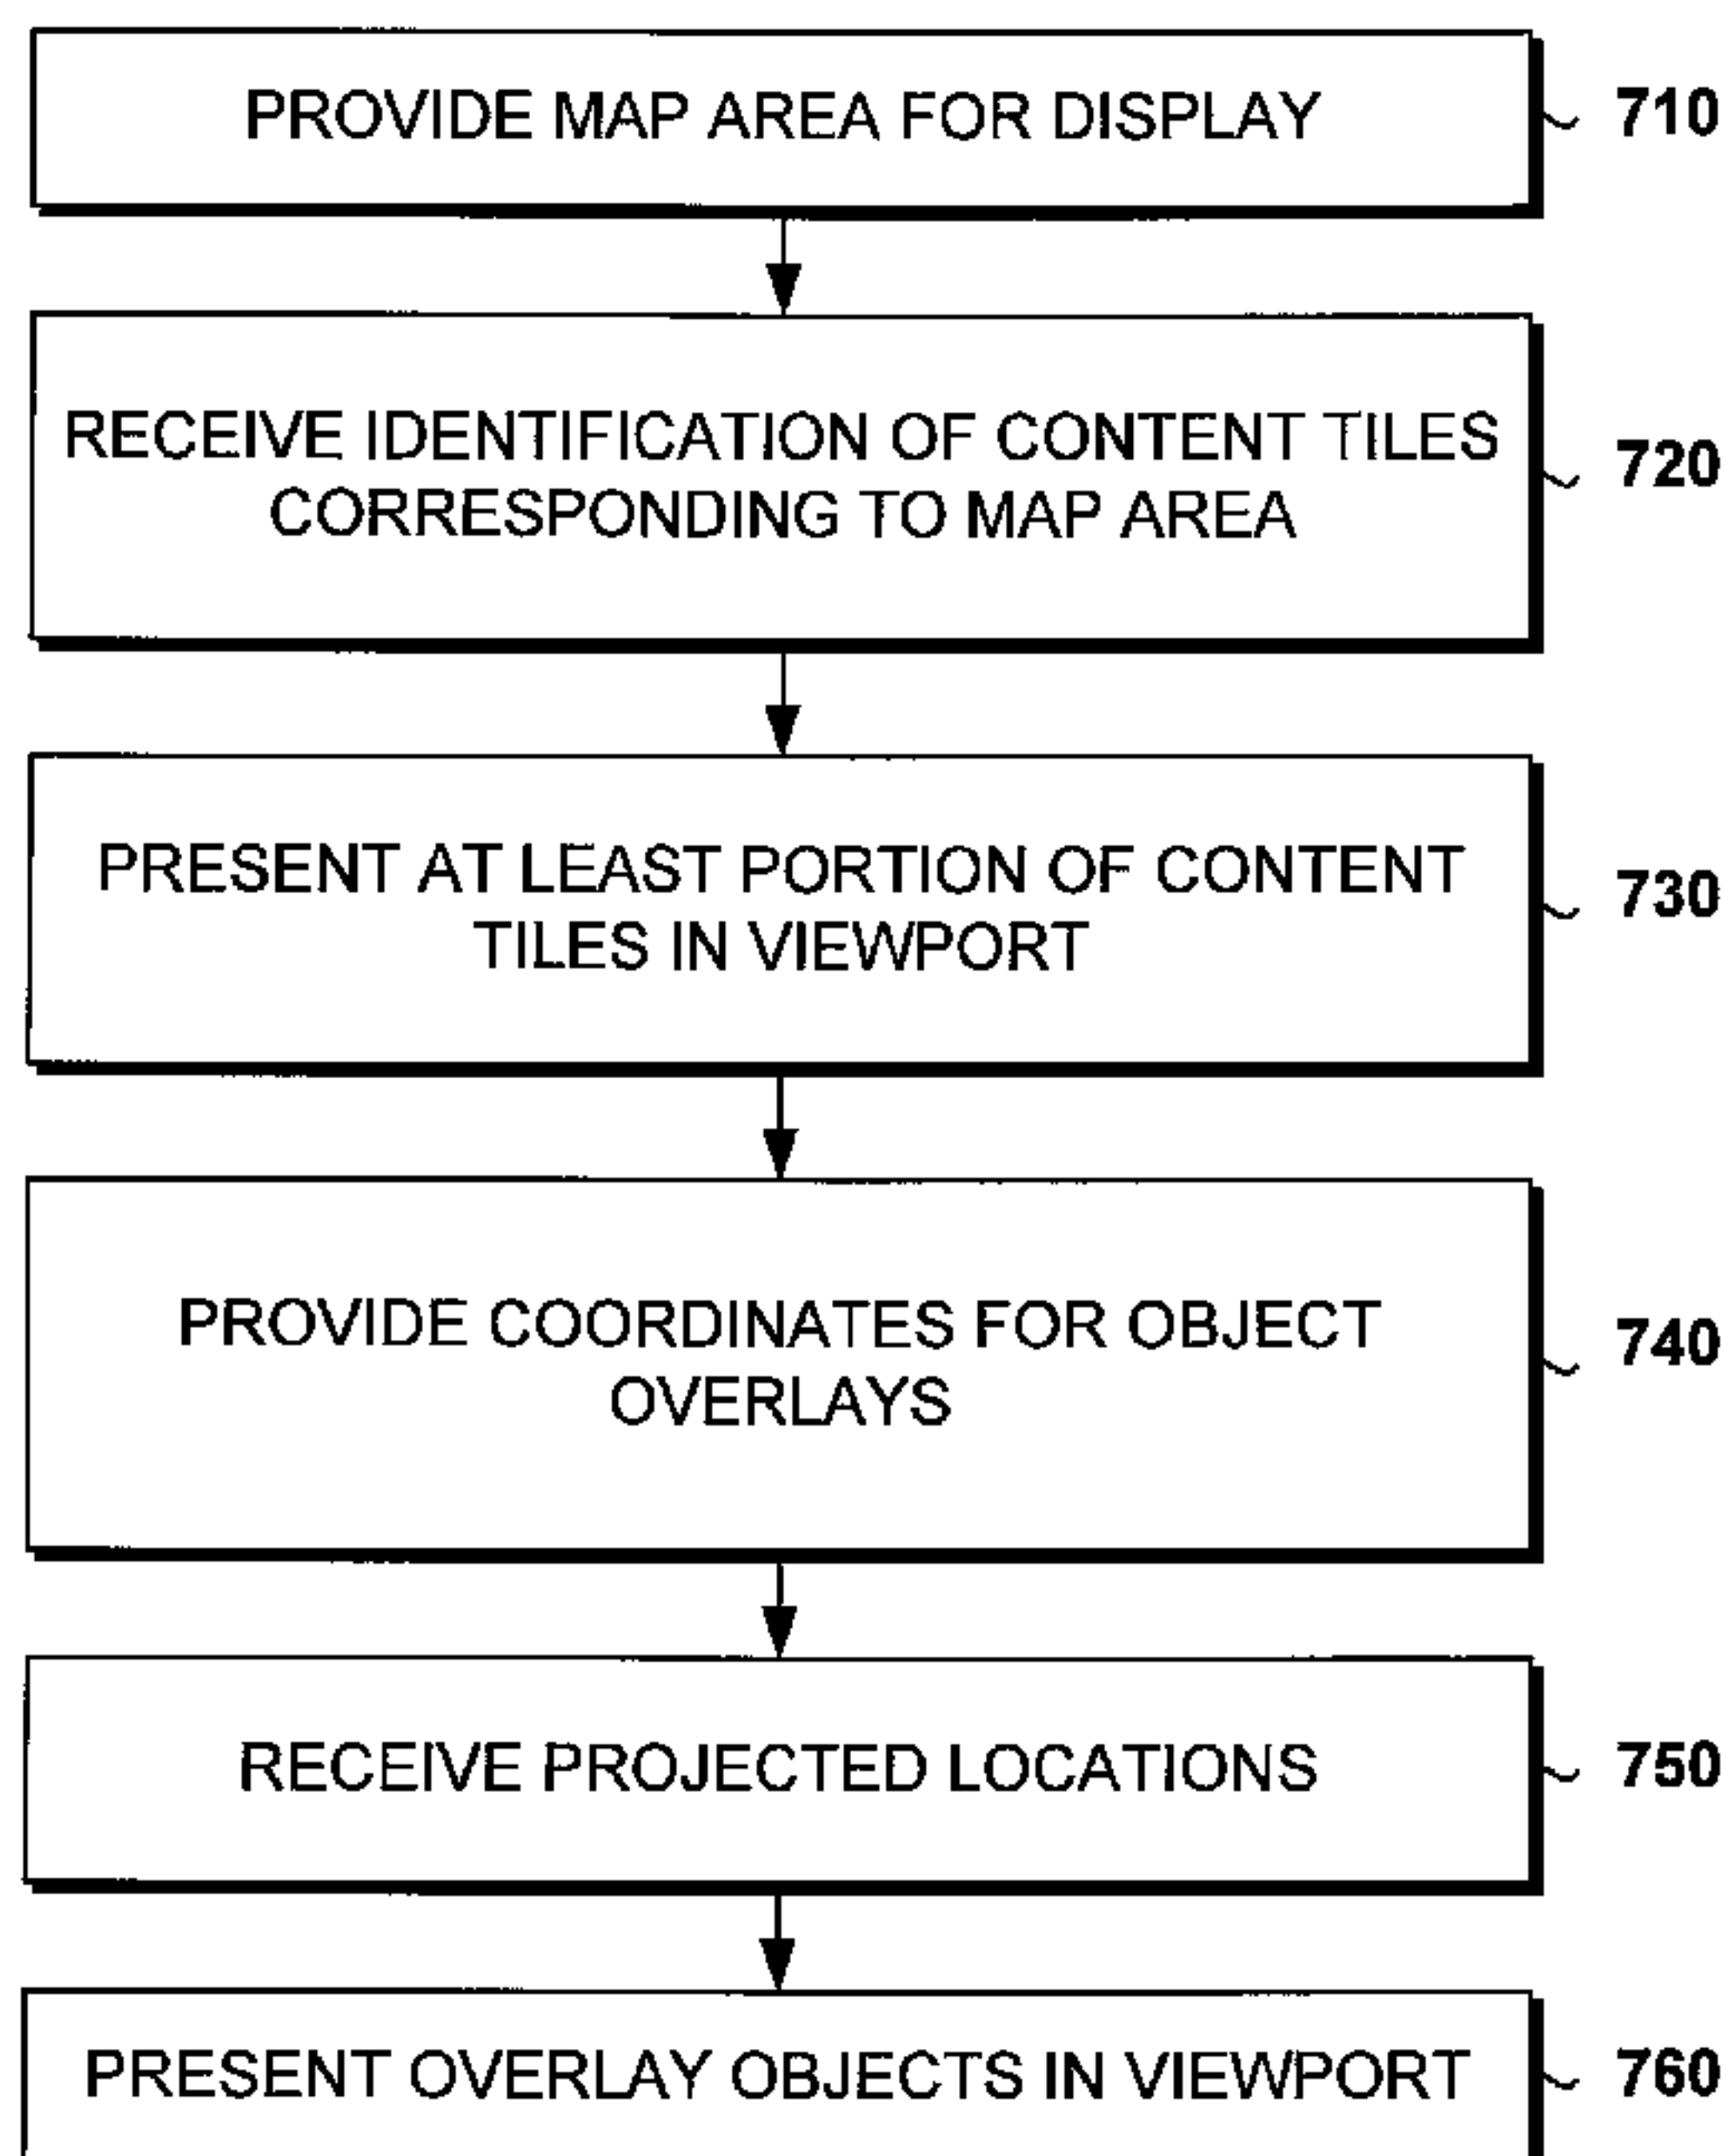 PROVIDE MAP AREA FOR DISPLAY
710
RECEIVE IDENTIFICATION OF CONTENT TILES
CORRESPONDING TO MAP AREA
720
PRESENT AT LEAST PORTION OF CONTENT
TILES IN VIEWPORT
730
PROVIDE COORDINATES FOR OBJECT
OVERLAYS
740
RECEIVE PROJECTED LOCATIONS
750
PRESENT OVERLAY OBJECTS IN VIEWPORT
760